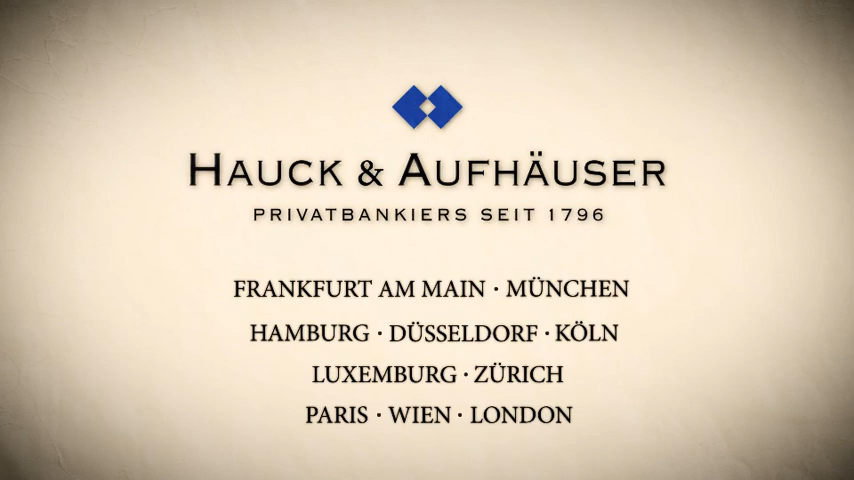 HAUCK & AUFHÄUSER
PRIVATBANKIERS SEIT 1796
FRANKFURT AM MAIN · MÜNCHEN
HAMBURG · DÜSSELDORF · KÖLN
LUXEMBURG · ZÜRICH
PARIS · WIEN · LONDON